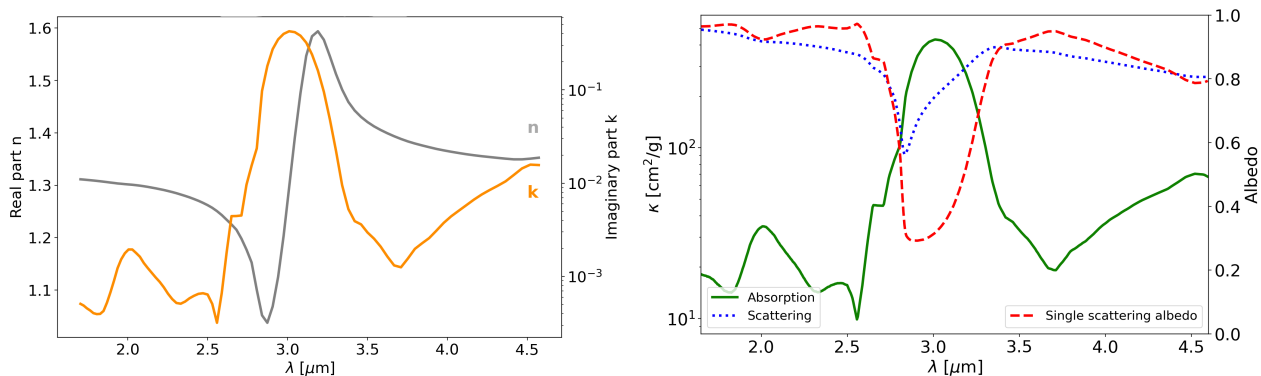 1.6
1.5
1.4
1.3
1.2
1.1
Real part n
2.0 2.5 3.0 3.5 4.0 4.5
λ [μm]
n
k
10⁻¹
10⁻²
10⁻³
Imaginary part k
10²
10¹
κ [cm²/g]
Absorption
Scattering
Single scattering albedo
2.0 2.5 3.0 3.5 4.0 4.5
λ [μm]
1.0
0.8
0.6
0.4
0.2
0.0
Albedo